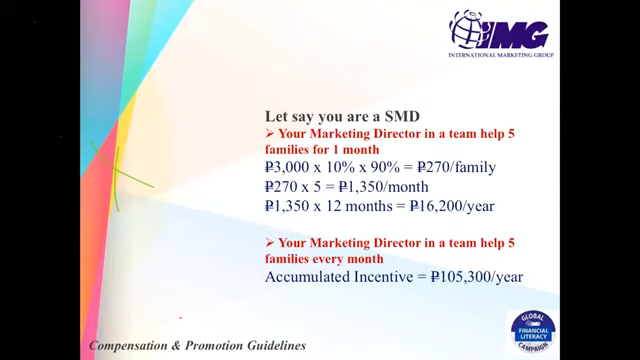 IMG
INTERNATIONAL MARKETING GROUP
Let say you are a SMD
➢ Your Marketing Director in a team help 5
families for 1 month
₱3,000 x 10% x 90% = ₱270/family
₱270 x 5 = ₱1,350/month
₱1,350 x 12 months = ₱16,200/year
➢ Your Marketing Director in a team help 5
families every month
Accumulated Incentive = ₱105,300/year
Compensation & Promotion Guidelines
GLOBAL
IMG
FINANCIAL
LITERACY
CAMPAIGN